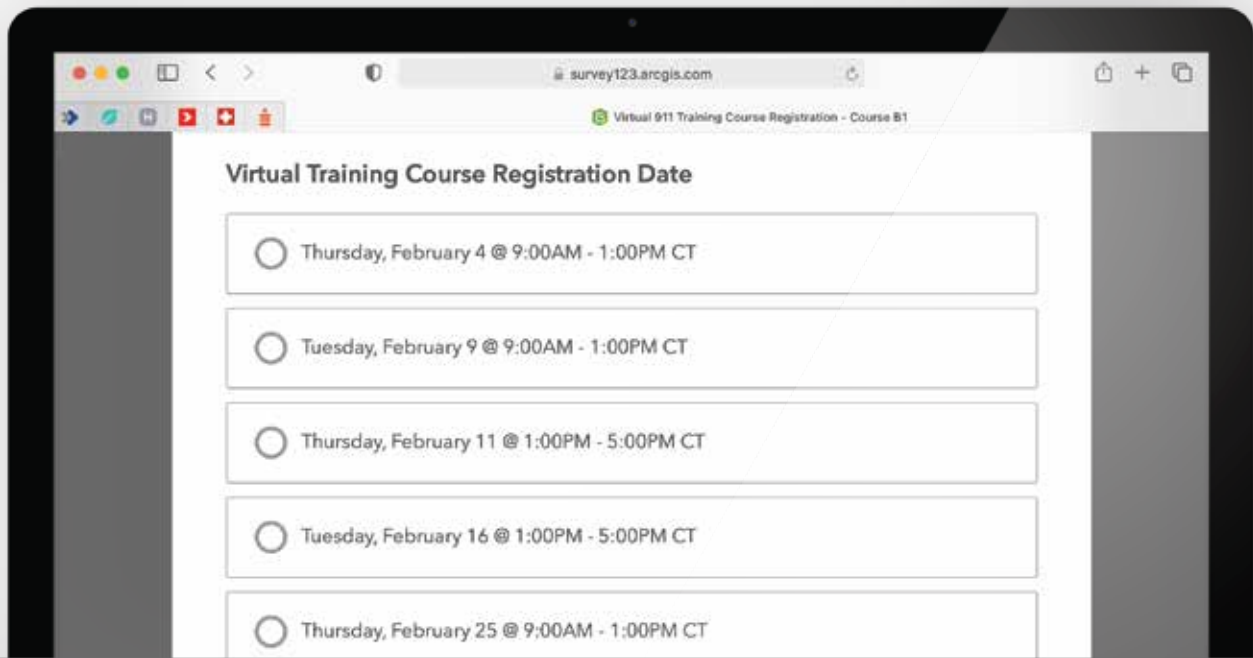 survey123.arcgis.com
Virtual 911 Training Course Registration - Course B1
Virtual Training Course Registration Date
Thursday, February 4 @ 9:00AM - 1:00PM CT
Tuesday, February 9 @ 9:00AM - 1:00PM CT
Thursday, February 11 @ 1:00PM - 5:00PM CT
Tuesday, February 16 @ 1:00PM - 5:00PM CT
Thursday, February 25 @ 9:00AM - 1:00PM CT